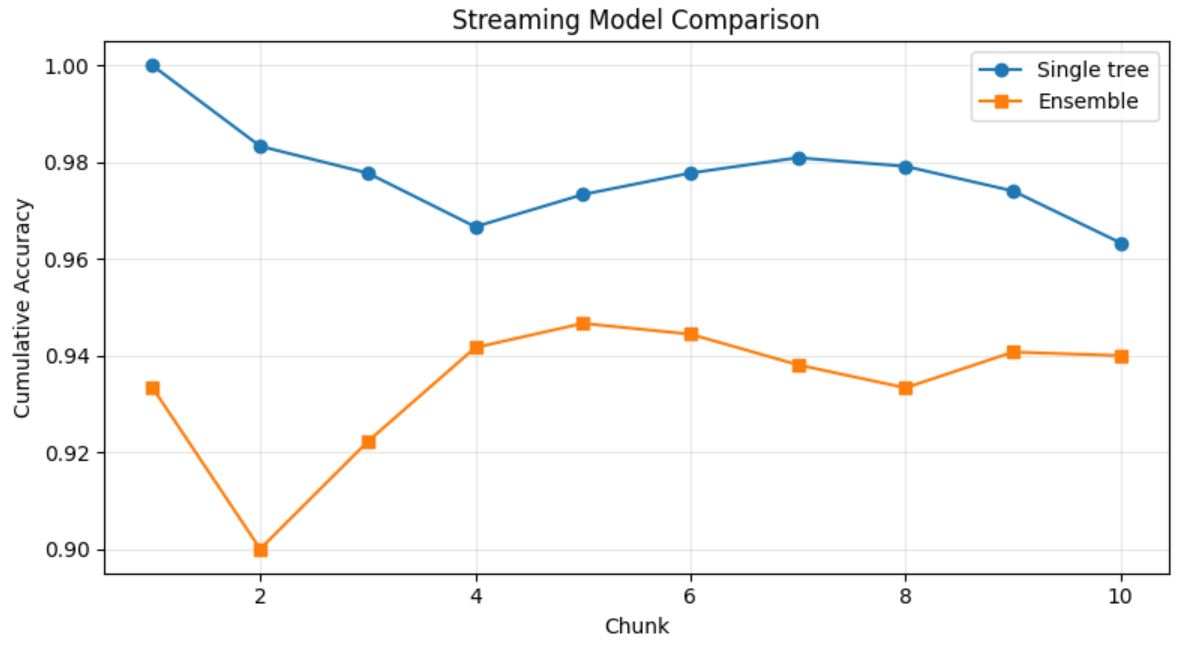 Streaming Model Comparison
Single tree
Ensemble
Cumulative Accuracy
1.00
0.98
0.96
0.94
0.92
0.90
2 4 6 8 10
Chunk